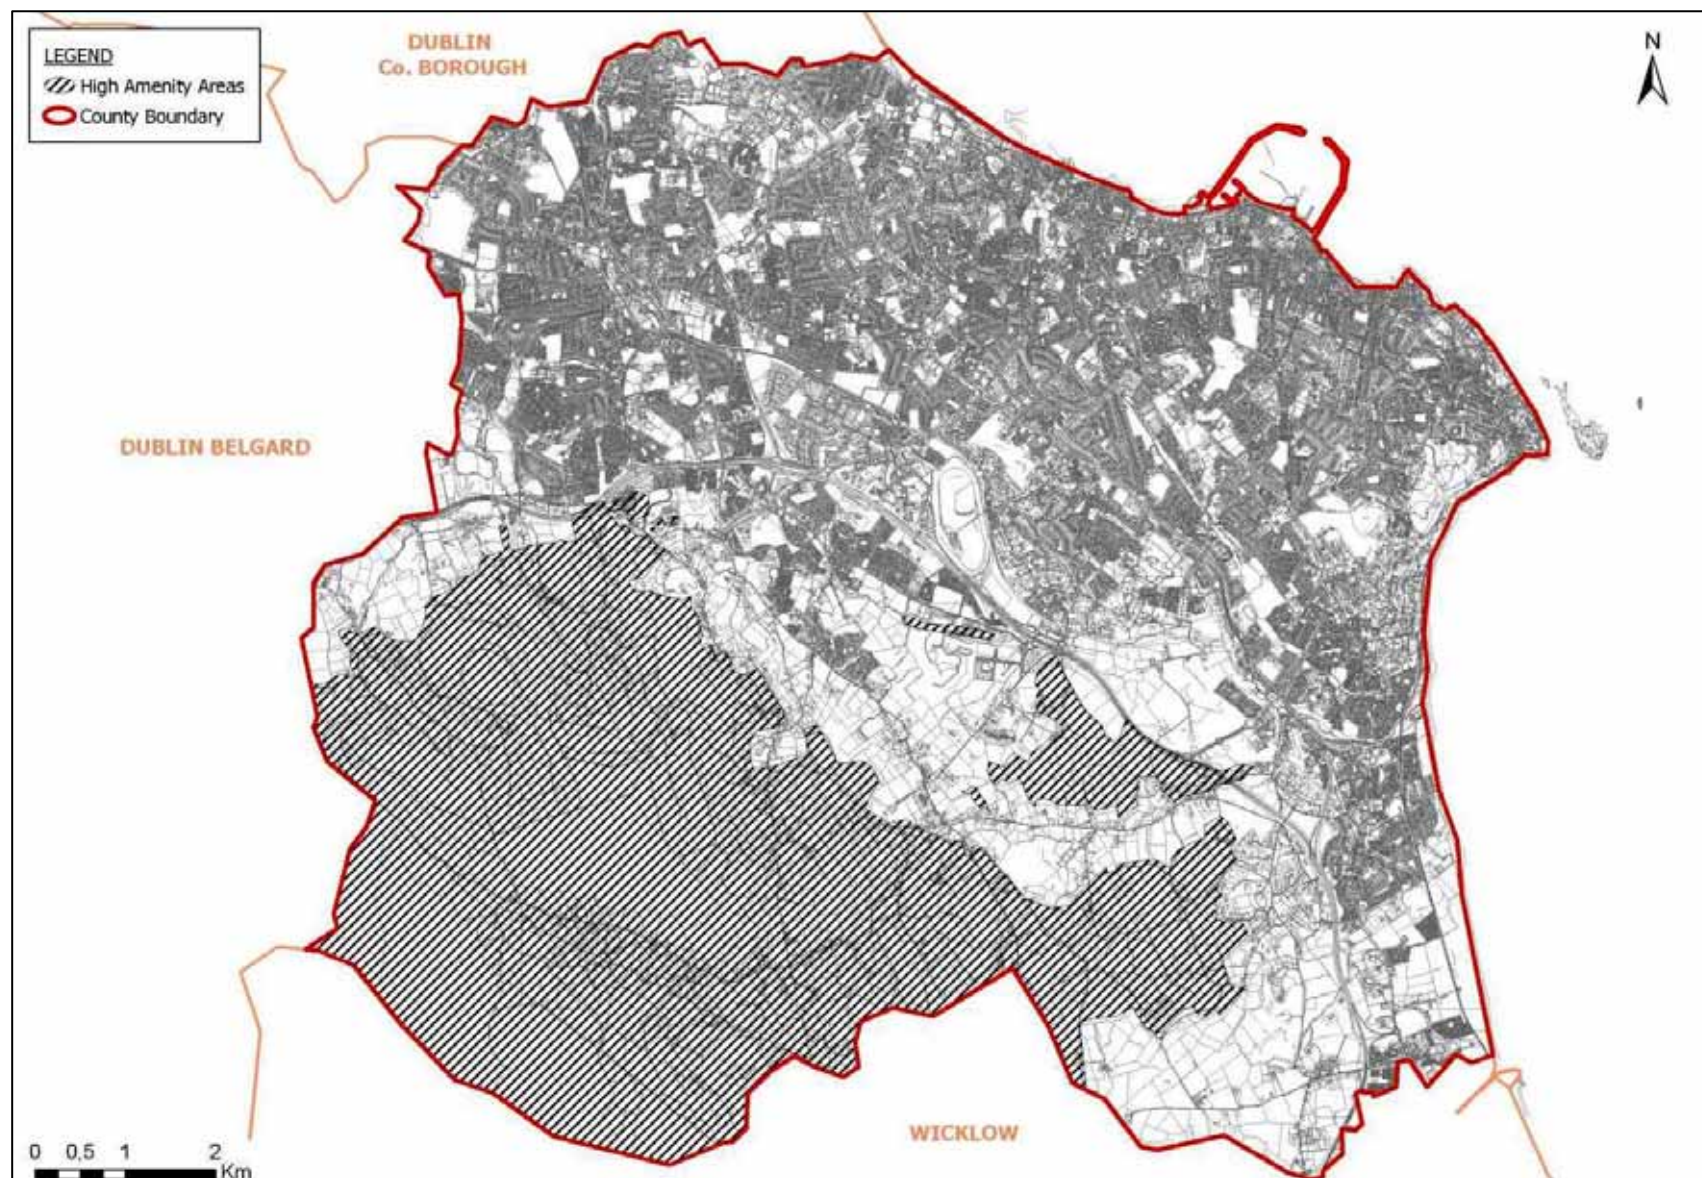 LEGEND
High Amenity Areas
County Boundary
DUBLIN
Co. BOROUGH
N
DUBLIN BELGARD
WICKLOW
0 0,5 1 2
Km